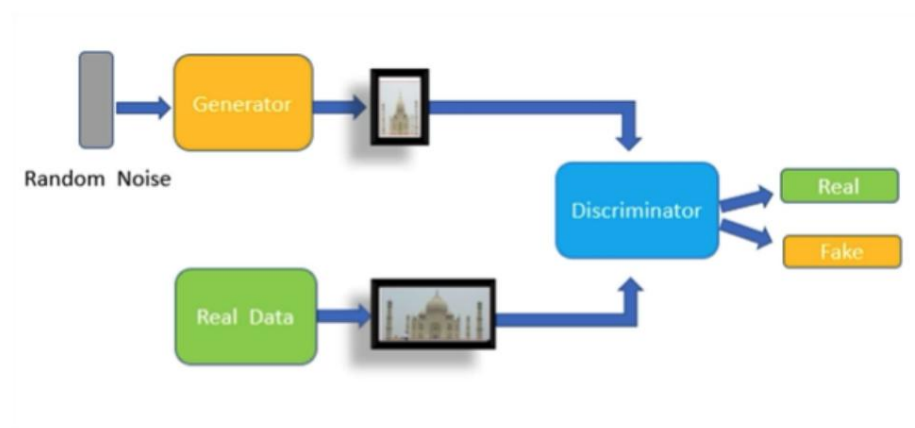 Generator
Random Noise
Discriminator
Real
Fake
Real Data